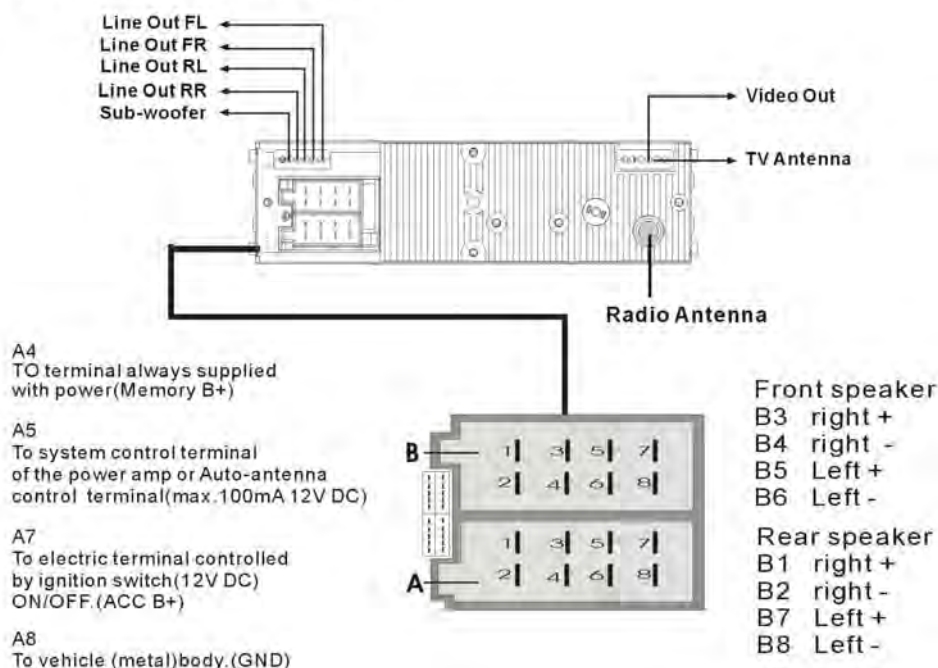 Line Out FL
Line Out FR
Line Out RL
Line Out RR
Sub-woofer
Video Out
TV Antenna
Radio Antenna
A4
TO terminal always supplied
with power(Memory B+)
A5
To system control terminal
of the power amp or Auto-antenna
control terminal(max.100mA 12V DC)
A7
To electric terminal controlled
by ignition switch(12V DC)
ON/OFF.(ACC B+)
A8
To vehicle (metal)body.(GND)
B
1 3 5 7
2 4 6 8
1 3 5 7
A
2 4 6 8
Front speaker
B3 right +
B4 right -
B5 Left +
B6 Left -
Rear speaker
B1 right +
B2 right -
B7 Left +
B8 Left -